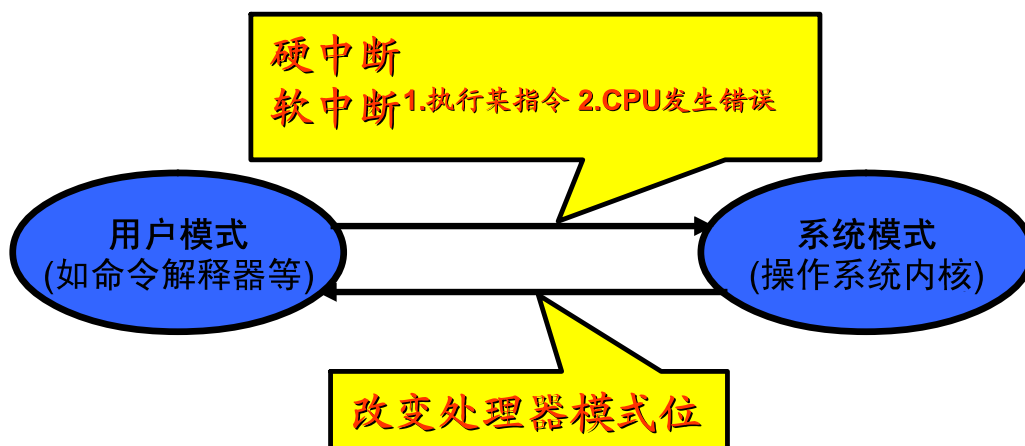 硬中断
软中断1.执行某指令 2.CPU发生错误
用户模式
(如命令解释器等)
系统模式
(操作系统内核)
改变处理器模式位